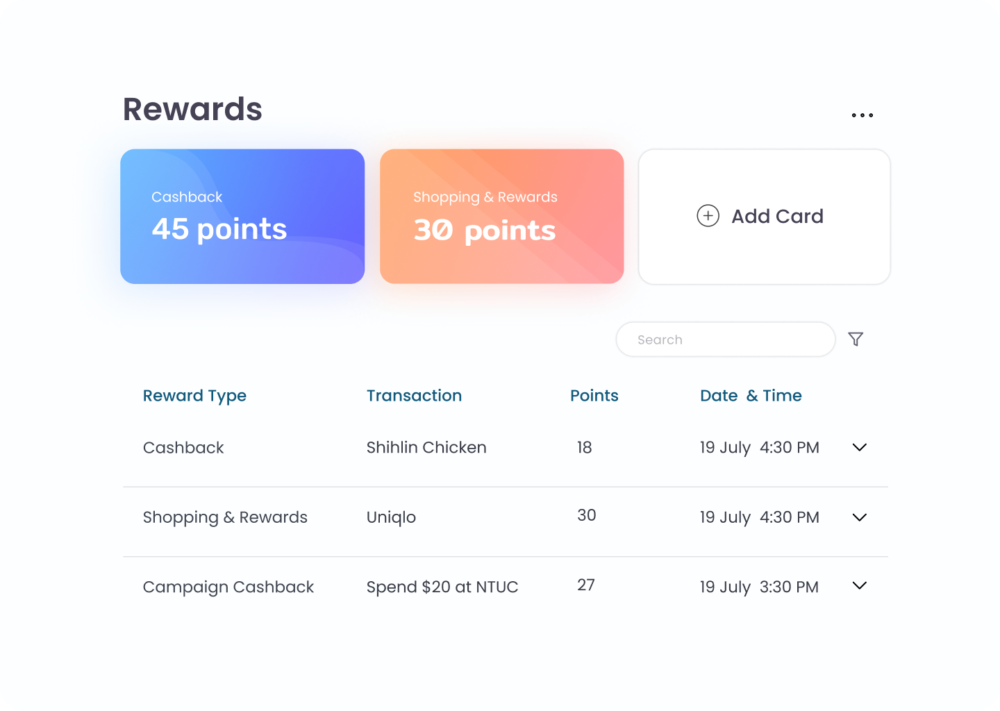 Rewards
Cashback
45 points
Shopping & Rewards
30 points
Add Card
Search
Reward Type Transaction Points Date & Time
Cashback Shihlin Chicken 18 19 July 4:30 PM
Shopping & Rewards Uniqlo 30 19 July 4:30 PM
Campaign Cashback Spend $20 at NTUC 27 19 July 3:30 PM